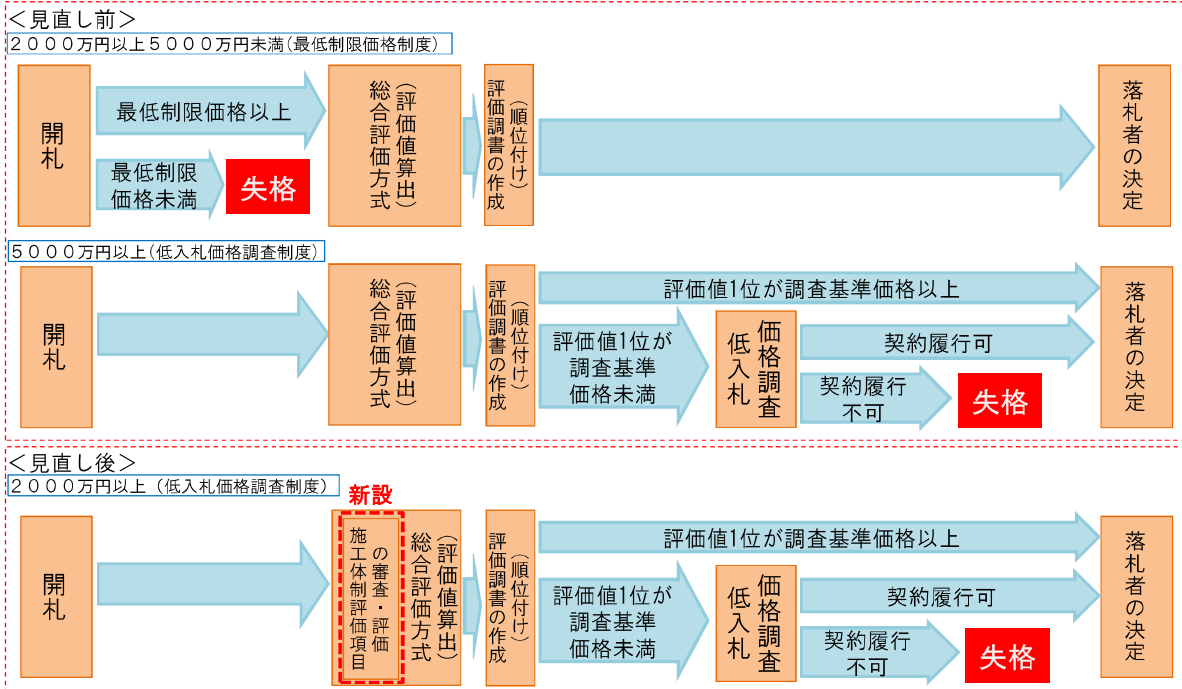 ＜見直し前＞
２０００万円以上５０００万円未満(最低制限価格制度)
開札
最低制限価格以上
最低制限
価格未満
失格
総合評価方式
(評価値算出)
評価調書の作成
(順位付け)
落札者の決定
５０００万円以上(低入札価格調査制度)
開札
総合評価方式
(評価値算出)
評価調書の作成
(順位付け)
評価値1位が調査基準価格以上
評価値1位が
調査基準
価格未満
低入札
価格調査
契約履行可
契約履行
不可
失格
落札者の決定
＜見直し後＞
２０００万円以上（低入札価格調査制度）
開札
新設
施工体制評価項目
の審査・評価
総合評価方式
(評価値算出)
評価調書の作成
(順位付け)
評価値1位が調査基準価格以上
評価値1位が
調査基準
価格未満
低入札
価格調査
契約履行可
契約履行
不可
失格
落札者の決定